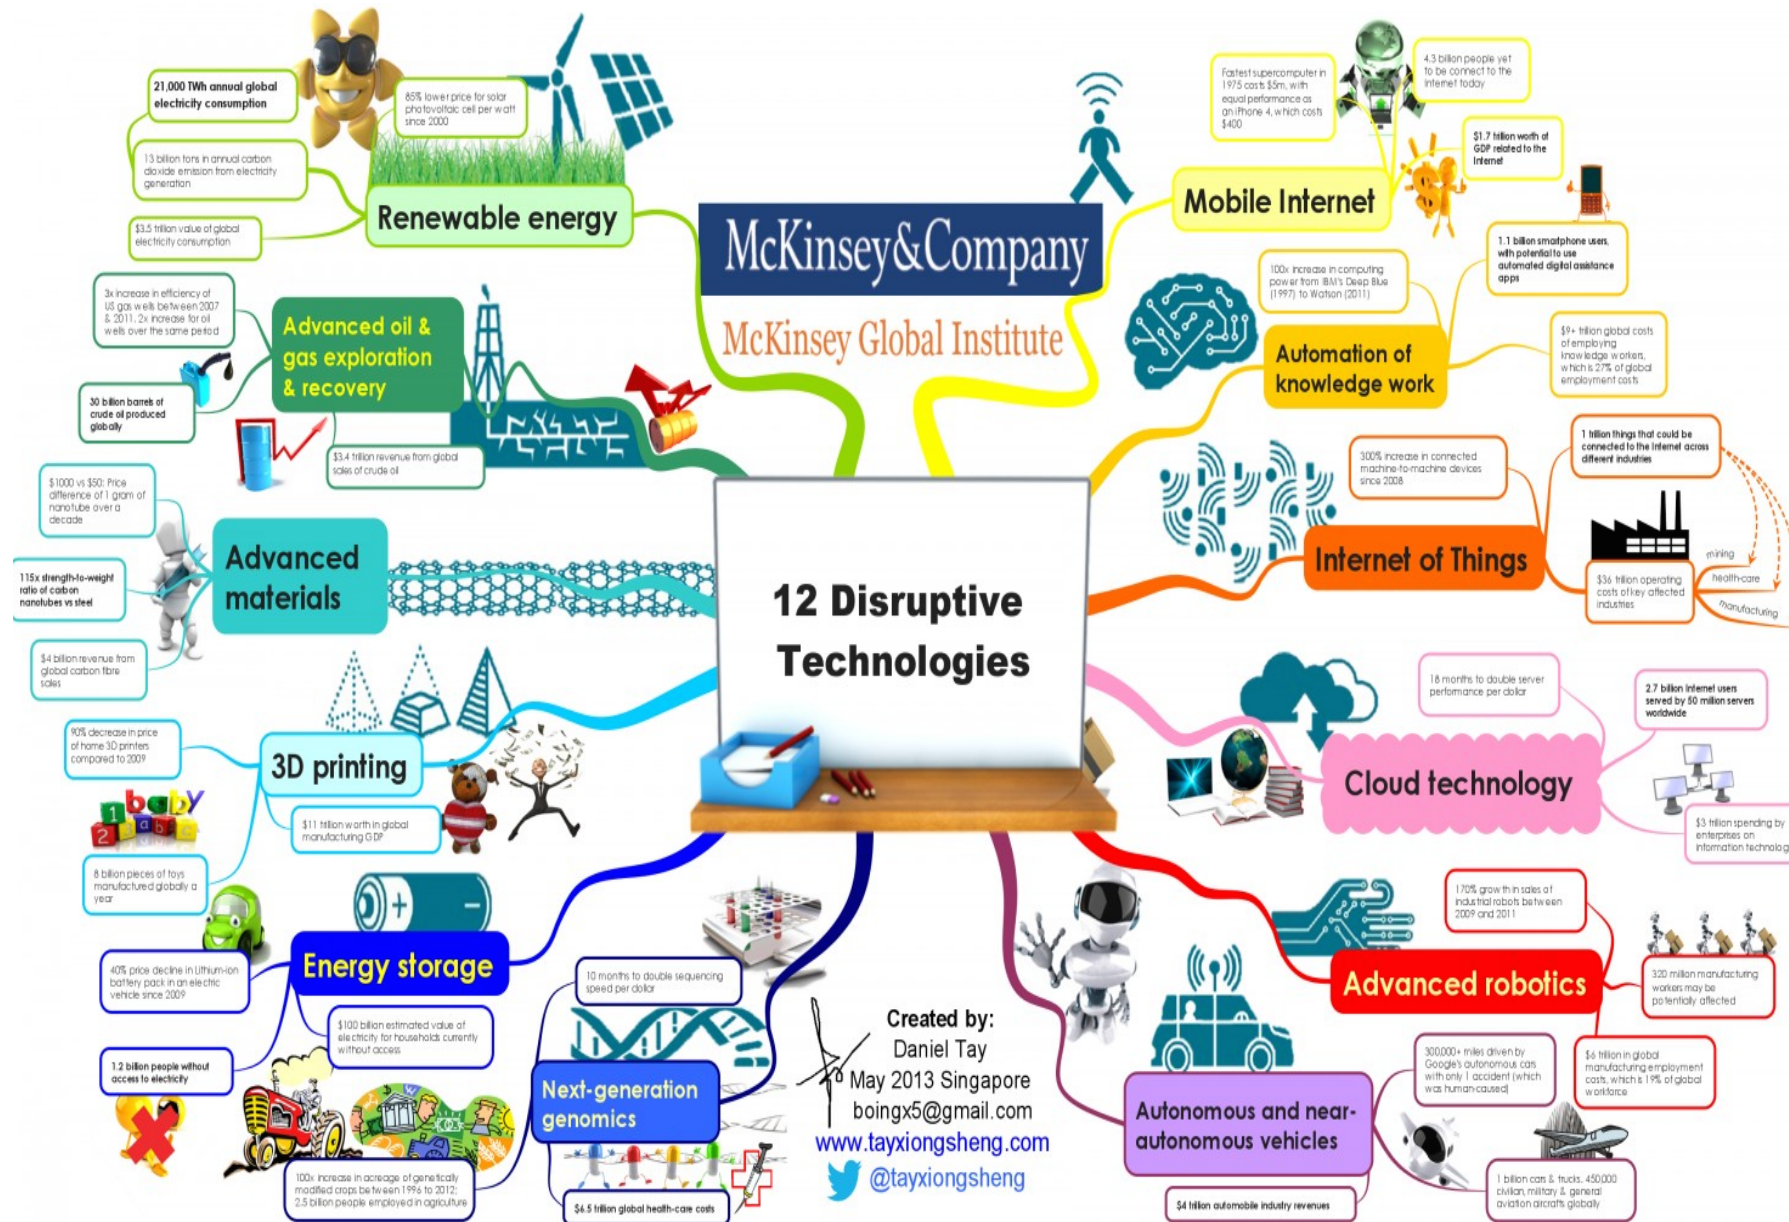 McKinsey&Company
McKinsey Global Institute
12 Disruptive
Technologies
Mobile Internet
Fastest supercomputer in
1975 costs $5m, with
equal performance as
an iPhone 4, which costs
$400
4.3 billion people yet
to be connect to the
Internet today
$1.7 trillion worth of
GDP related to the
Internet
Automation of
knowledge work
100x increase in computing
power from IBM's Deep Blue
(1997) to Watson (2011)
1.1 billion smartphone users,
with potential to use
automated digital assistance
apps
$9+ trillion global costs
of employing
knowledge workers,
which is 27% of global
employment costs
Internet of Things
300% increase in connected
machine-to-machine devices
since 2008
1 trillion things that could be
connected to the Internet across
different industries
$36 trillion operating
costs of key affected
industries
mining
health-care
manufacturing
Cloud technology
18 months to double server
performance per dollar
2.7 billion Internet users
served by 50 million servers
worldwide
$3 trillion spending by
enterprises on
information technolog
Advanced robotics
170% growth in sales of
industrial robots between
2009 and 2011
320 million manufacturing
workers may be
potentially affected
$6 trillion in global
manufacturing employment
costs, which is 19% of global
workforce
Autonomous and near-
autonomous vehicles
300,000+ miles driven by
Google's autonomous cars
with only 1 accident (which
was human-caused)
1 billion cars & trucks, 450,000
civilian, military & general
aviation aircrafts globally
$4 trillion automobile industry revenues
Next-generation
genomics
10 months to double sequencing
speed per dollar
100x increase in acreage of genetically
modified crops between 1996 to 2012;
2.5 billion people employed in agriculture
$6.5 trillion global health-care costs
Energy storage
40% price decline in Lithium-ion
battery pack in an electric
vehicle since 2009
$100 billion estimated value of
electricity for households currently
without access
1.2 billion people without
access to electricity
3D printing
90% decrease in price
of home 3D printers
compared to 2009
$11 trillion worth in global
manufacturing GDP
8 billion pieces of toys
manufactured globally a
year
1 baby
2 3 a b c
Advanced
materials
$1000 vs $50: Price
difference of 1 gram of
nanotube over a
decade
115x strength-to-weight
ratio of carbon
nanotubes vs steel
$4 billion revenue from
global carbon fibre
sales
Advanced oil &
gas exploration
& recovery
3x increase in efficiency of
US gas wells between 2007
& 2011. 2x increase for oil
wells over the same period
30 billion barrels of
crude oil produced
globally
$3.4 trillion revenue from global
sales of crude oil
Renewable energy
21,000 TWh annual global
electricity consumption
85% lower price for solar
photovoltaic cell per watt
since 2000
13 billion tons in annual carbon
dioxide emission from electricity
generation
$3.5 trillion value of global
electricity consumption
Created by:
Daniel Tay
May 2013 Singapore
boingx5@gmail.com
www.tayxiongsheng.com
@tayxiongsheng